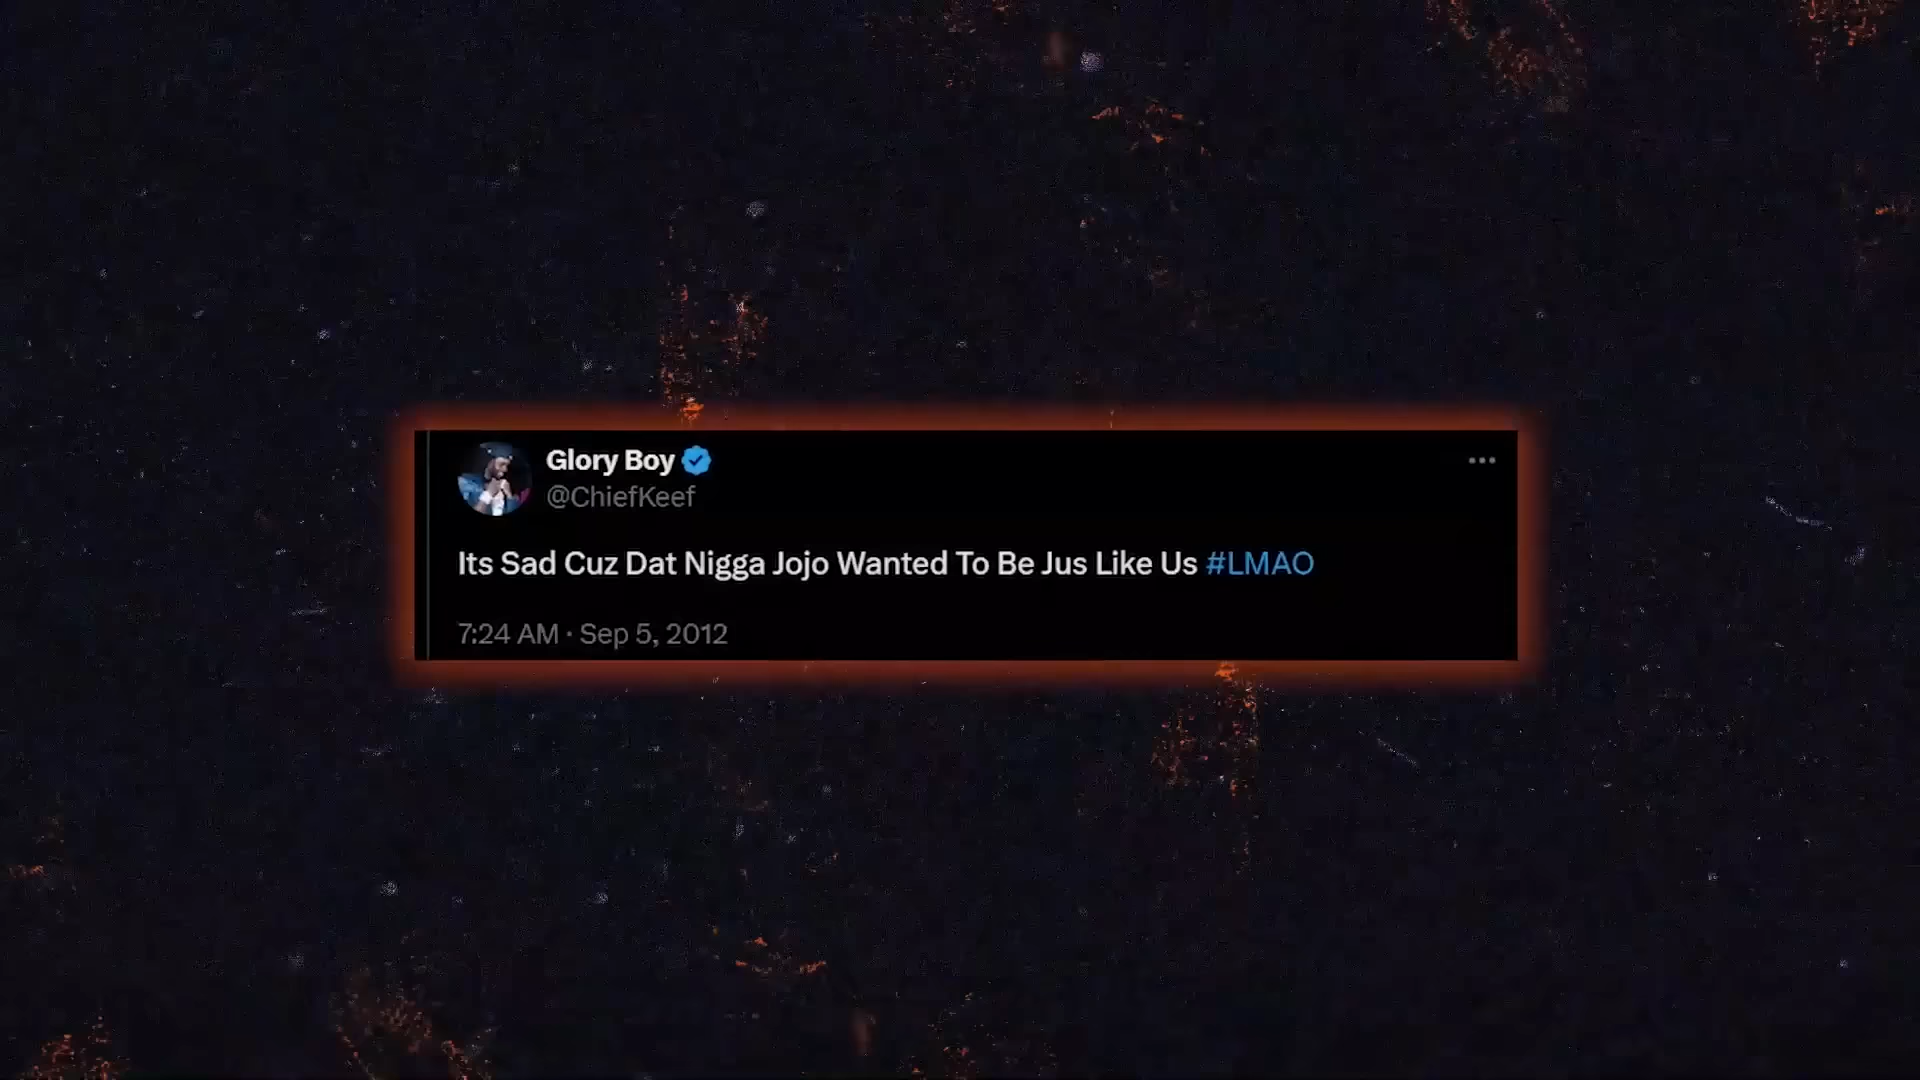 Glory Boy
@ChiefKeef
Its Sad Cuz Dat Nigga Jojo Wanted To Be Jus Like Us #LMAO
7:24 AM · Sep 5, 2012